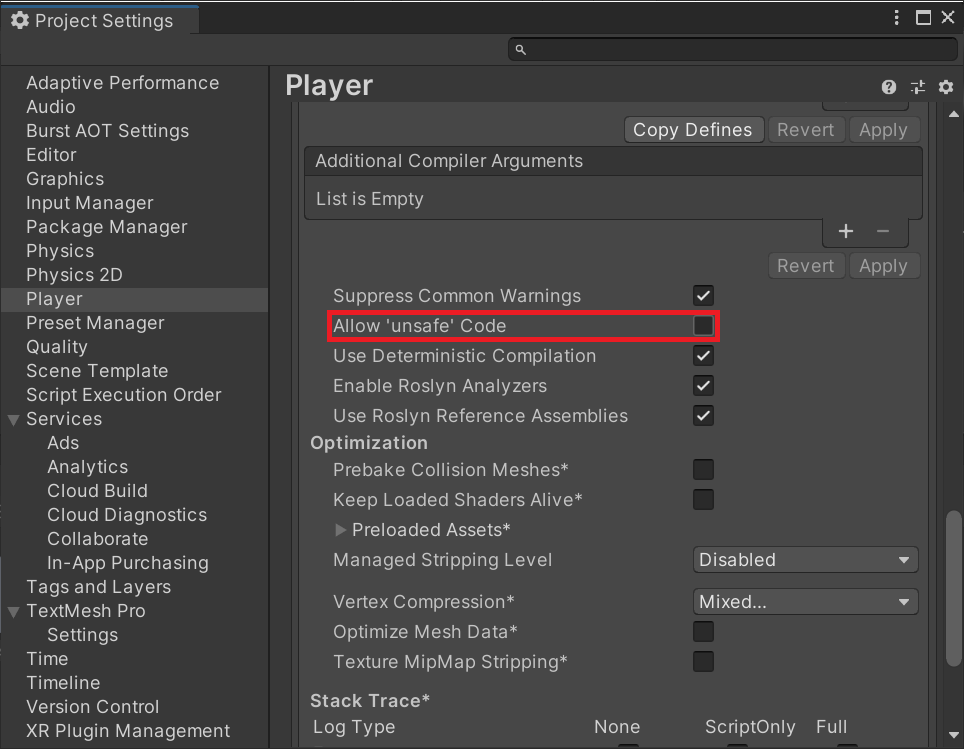 Project Settings
Adaptive Performance
Audio
Burst AOT Settings
Editor
Graphics
Input Manager
Package Manager
Physics
Physics 2D
Player
Preset Manager
Quality
Scene Template
Script Execution Order
Services
Ads
Analytics
Cloud Build
Cloud Diagnostics
Collaborate
In-App Purchasing
Tags and Layers
TextMesh Pro
Settings
Time
Timeline
Version Control
XR Plugin Management
Player
Copy Defines Revert Apply
Additional Compiler Arguments
List is Empty
+ −
Revert Apply
Suppress Common Warnings
Allow 'unsafe' Code
Use Deterministic Compilation
Enable Roslyn Analyzers
Use Roslyn Reference Assemblies
Optimization
Prebake Collision Meshes*
Keep Loaded Shaders Alive*
Preloaded Assets*
Managed Stripping Level Disabled
Vertex Compression* Mixed...
Optimize Mesh Data*
Texture MipMap Stripping*
Stack Trace*
Log Type None ScriptOnly Full